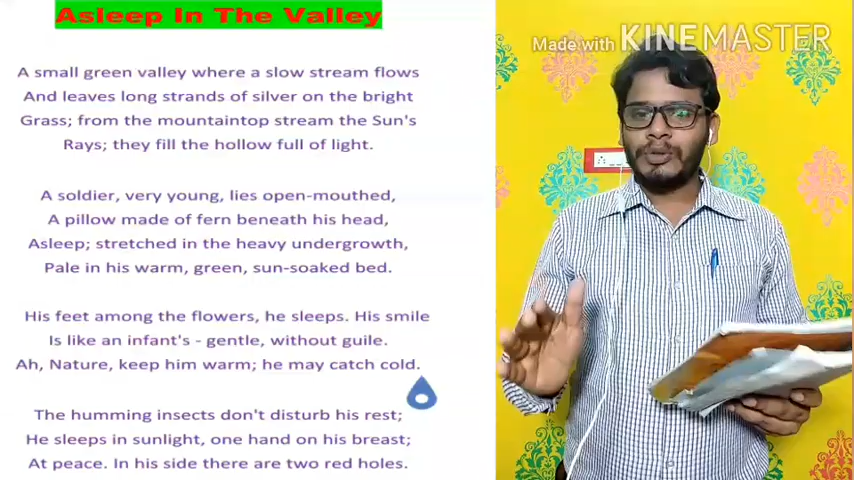 Asleep In The Valley
Made with KINEMASTER
A small green valley where a slow stream flows
And leaves long strands of silver on the bright
Grass; from the mountaintop stream the Sun's
Rays; they fill the hollow full of light.
A soldier, very young, lies open-mouthed,
A pillow made of fern beneath his head,
Asleep; stretched in the heavy undergrowth,
Pale in his warm, green, sun-soaked bed.
His feet among the flowers, he sleeps. His smile
Is like an infant's - gentle, without guile.
Ah, Nature, keep him warm; he may catch cold.
The humming insects don't disturb his rest;
He sleeps in sunlight, one hand on his breast;
At peace. In his side there are two red holes.